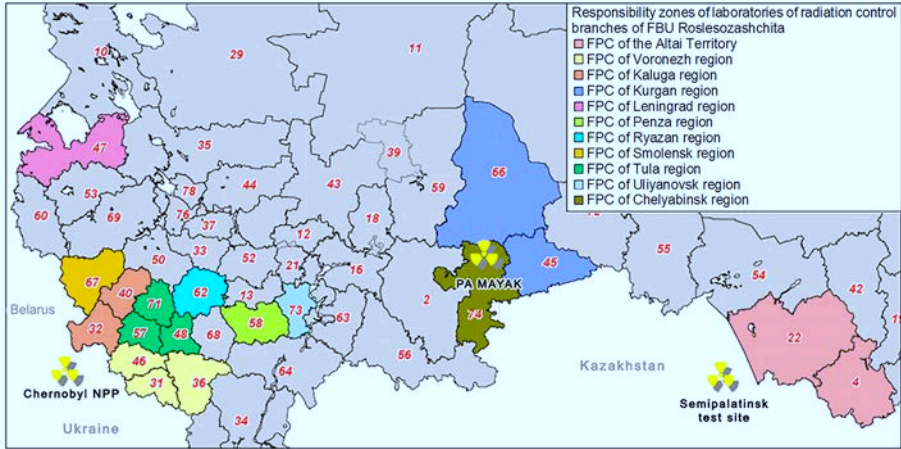 Responsibility zones of laboratories of radiation control
branches of FBU Roslesozashchita
FPC of the Altai Territory
FPC of Voronezh region
FPC of Kaluga region
FPC of Kurgan region
FPC of Leningrad region
FPC of Penza region
FPC of Ryazan region
FPC of Smolensk region
FPC of Tula region
FPC of Uliyanovsk region
FPC of Chelyabinsk region
10
29
11
47
35
39
66
53
78
44
43
59
60
69
76
37
18
12
55
50
33
52
21
16
54
67
40
45
42
PA MAYAK
71
62
13
73
2
Belarus
32
58
63
74
22
57
48
68
46
56
Kazakhstan
64
4
31
36
Chernobyl NPP
Semipalatinsk
test site
34
Ukraine